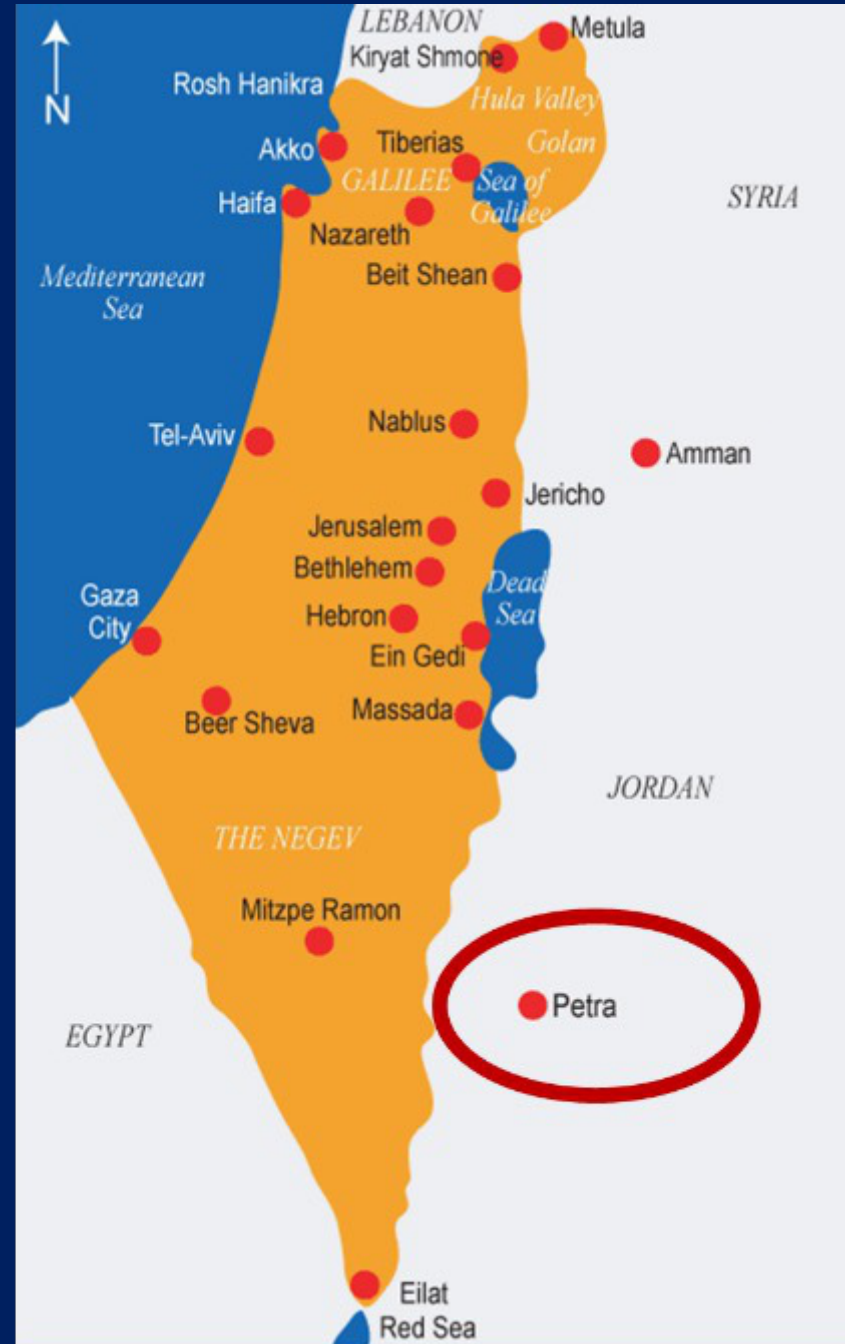 LEBANON
Metula
Kiryat Shmone
N
Rosh Hanikra
Hula Valley
Golan
Akko
Tiberias
GALILEE
Sea of
Galilee
SYRIA
Haifa
Nazareth
Mediterranean
Sea
Beit Shean
Tel-Aviv
Nablus
Amman
Jericho
Jerusalem
Bethlehem
Dead
Sea
Gaza
City
Hebron
Ein Gedi
Beer Sheva
Massada
JORDAN
THE NEGEV
Mitzpe Ramon
Petra
EGYPT
Eilat
Red Sea